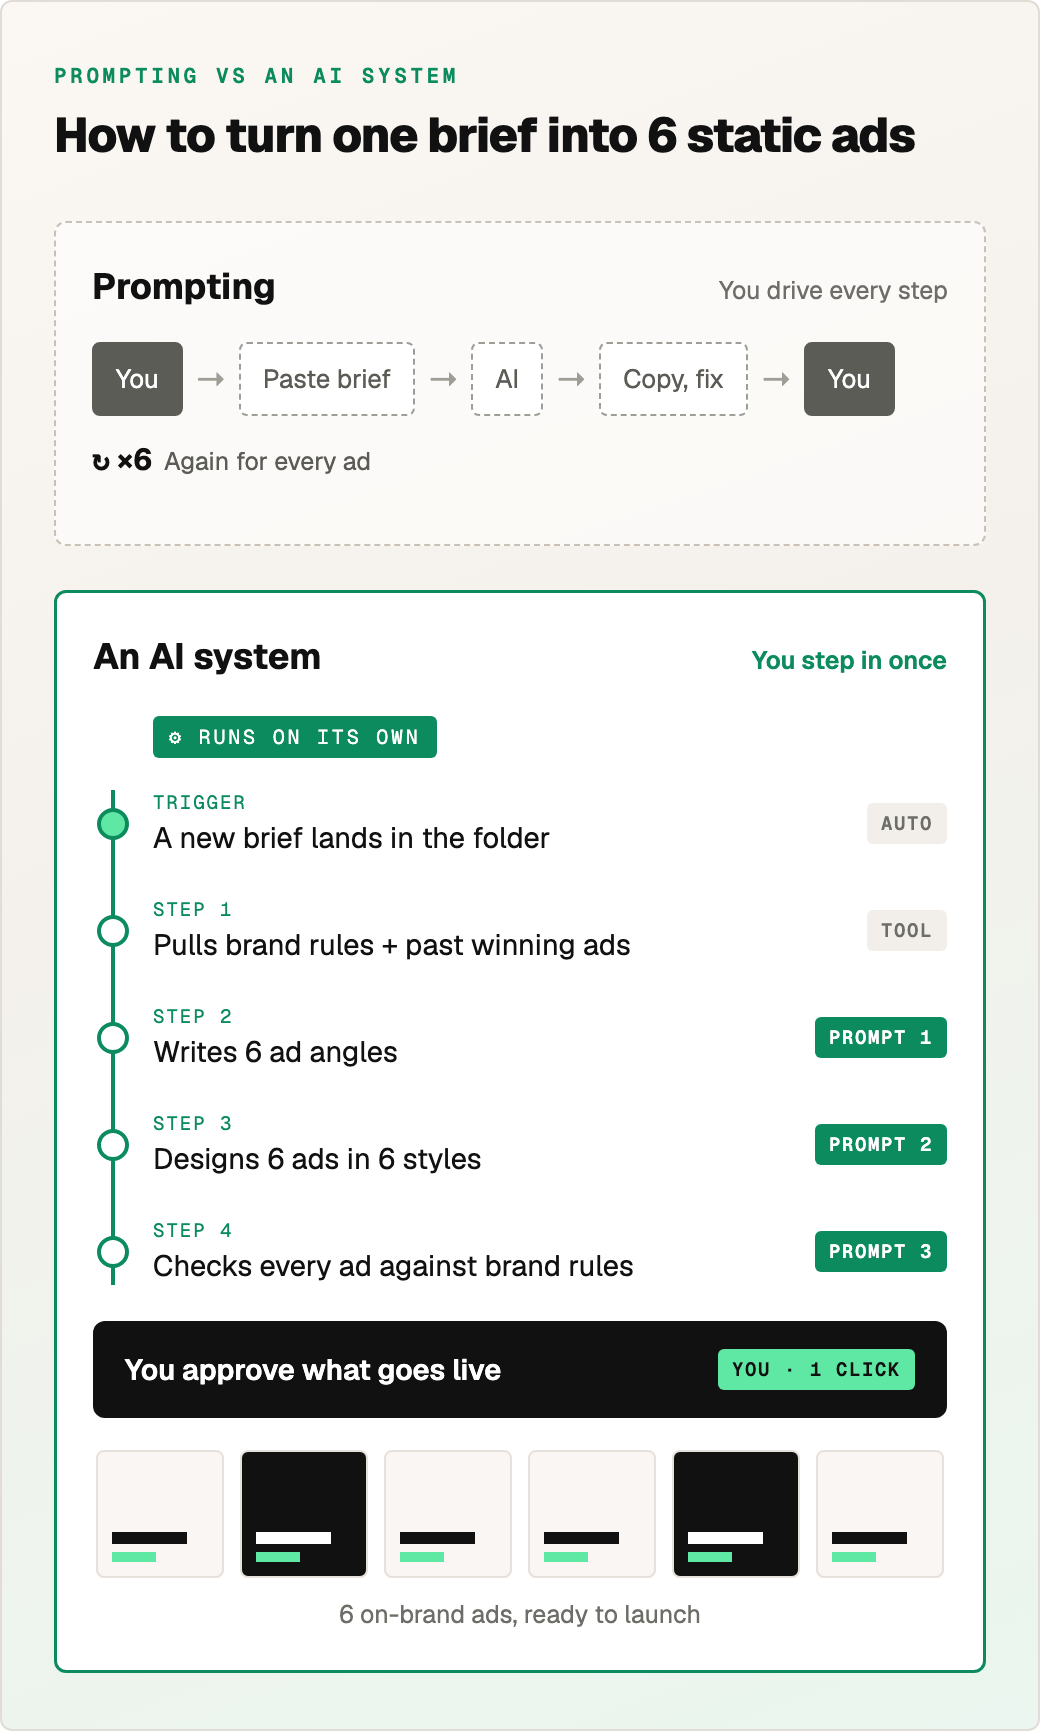 PROMPTING VS AN AI SYSTEM
How to turn one brief into 6 static ads
Prompting
You drive every step
You → Paste brief → AI → Copy, fix → You
↻ ×6 Again for every ad
An AI system
You step in once
⚙ RUNS ON ITS OWN
TRIGGER
A new brief lands in the folder
AUTO
STEP 1
Pulls brand rules + past winning ads
TOOL
STEP 2
Writes 6 ad angles
PROMPT 1
STEP 3
Designs 6 ads in 6 styles
PROMPT 2
STEP 4
Checks every ad against brand rules
PROMPT 3
You approve what goes live
YOU · 1 CLICK
6 on-brand ads, ready to launch